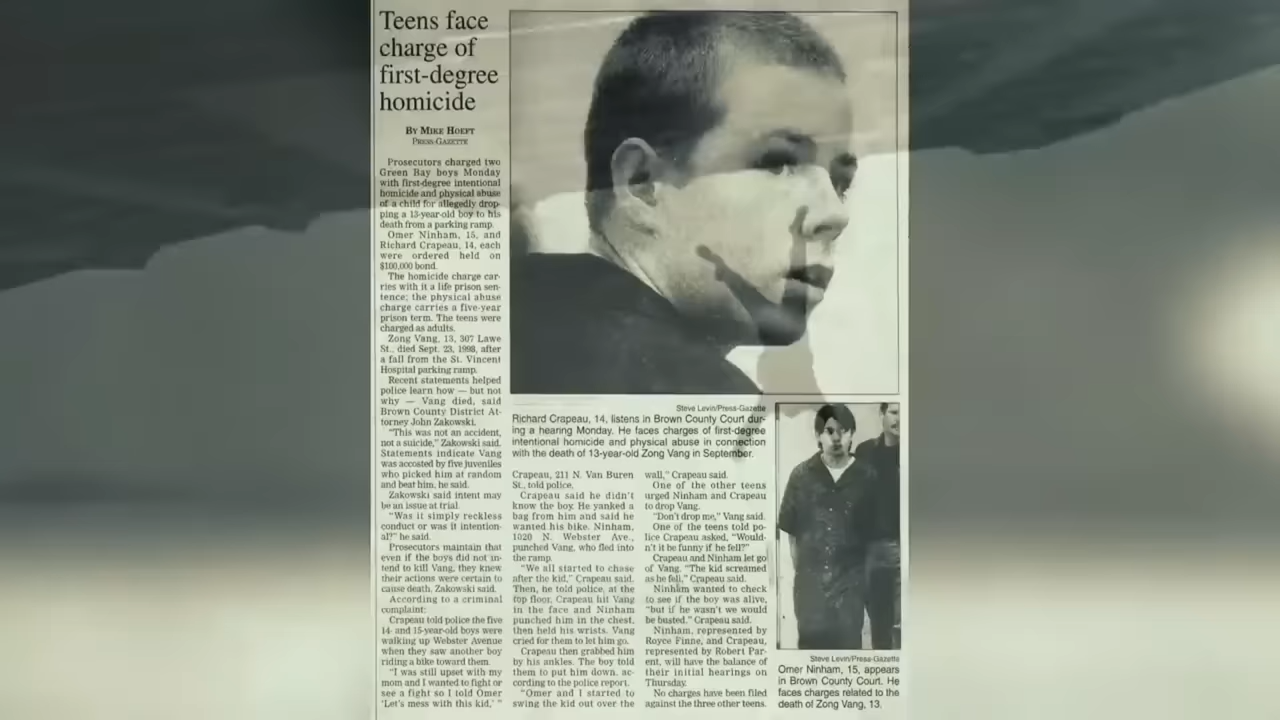 Teens face
charge of
first-degree
homicide
BY MIKE HOEFT
PRESS-GAZETTE
Prosecutors charged two
Green Bay boys Monday
with first-degree intentional
homicide and physical abuse
of a child for allegedly drop-
ping a 13-year-old boy to his
death from a parking ramp.
Omer Ninham, 15, and
Richard Crapeau, 14, each
were ordered held on
$100,000 bond.
The homicide charge car-
ries with it a life prison sen-
tence; the physical abuse
charge carries a five-year
prison term. The teens were
charged as adults.
Zong Vang, 13, 307 Lawe
St., died Sept. 23, 1998, after
a fall from the St. Vincent
Hospital parking ramp.
Recent statements helped
police learn how — but not
why — Vang died, said
Brown County District At-
torney John Zakowski.
"This was not an accident,
not a suicide," Zakowski said.
Statements indicate Vang
was accosted by five juveniles
who picked him at random
and beat him, he said.
Zakowski said intent may
be an issue at trial.
"Was it simply reckless
conduct or was it intention-
al?" he said.
Prosecutors maintain that
even if the boys did not in-
tend to kill Vang, they knew
their actions were certain to
cause death, Zakowski said.
According to a criminal
complaint:
Crapeau told police the five
14- and 15-year-old boys were
walking up Webster Avenue
when they saw another boy
riding a bike toward them.
"I was still upset with my
mom and I wanted to fight or
see a fight so I told Omer
'Let's mess with this kid,' "
Steve Levin/Press-Gazette
Richard Crapeau, 14, listens in Brown County Court dur-
ing a hearing Monday. He faces charges of first-degree
intentional homicide and physical abuse in connection
with the death of 13-year-old Zong Vang in September.
Crapeau, 211 N. Van Buren
St., told police.
Crapeau said he didn't
know the boy. He yanked a
bag from him and said he
wanted his bike. Ninham,
1020 N. Webster Ave.,
punched Vang, who fled into
the ramp.
"We all started to chase
after the kid," Crapeau said.
Then, he told police, at the
top floor, Crapeau hit Vang
in the face and Ninham
punched him in the chest,
then held his wrists. Vang
cried for them to let him go.
Crapeau then grabbed him
by his ankles. The boy told
them to put him down, ac-
cording to the police report.
"Omer and I started to
swing the kid out over the
wall," Crapeau said.
One of the other teens
urged Ninham and Crapeau
to drop Vang.
"Don't drop me," Vang said.
One of the teens told po-
lice Crapeau asked, "Would-
n't it be funny if he fell?"
Crapeau and Ninham let go
of Vang. "The kid screamed
as he fell," Crapeau said.
Ninham wanted to check
to see if the boy was alive,
"but if he wasn't we would
be busted," Crapeau said.
Ninham, represented by
Royce Finne, and Crapeau,
represented by Robert Par-
ent, will have the balance of
their initial hearings on
Thursday.
No charges have been filed
against the three other teens.
Steve Levin/Press-Gazette
Omer Ninham, 15, appears
in Brown County Court. He
faces charges related to the
death of Zong Vang, 13.